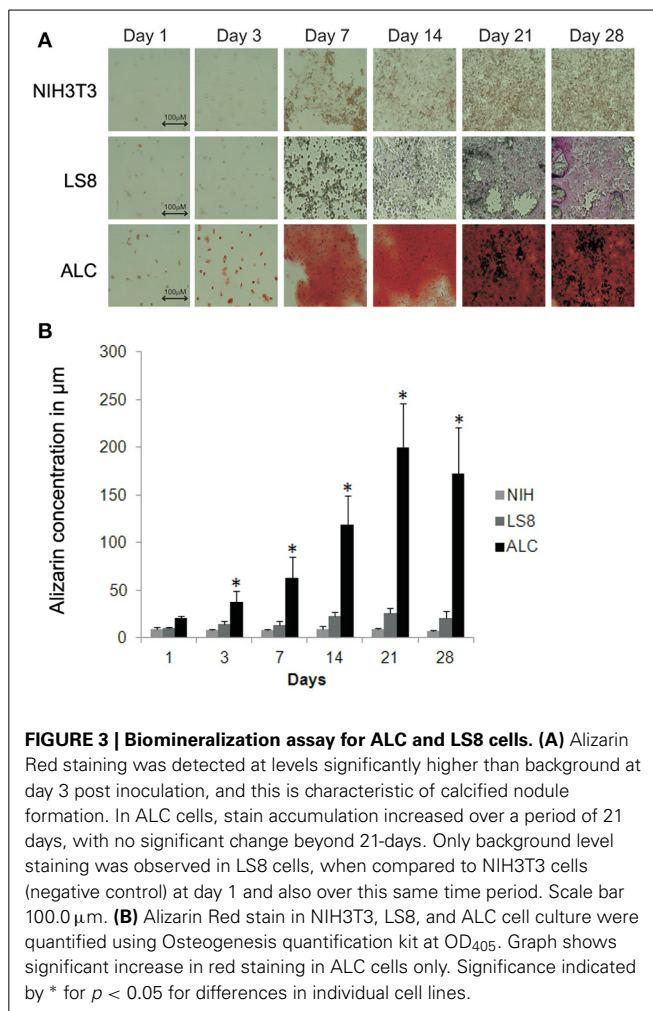 A
Day 1 Day 3 Day 7 Day 14 Day 21 Day 28
NIH3T3
100µM
LS8
ALC
100µM
B
Alizarin concentration in µm
300
250
200
150
100
50
0
* * * * *
NIH
LS8
ALC
1 3 7 14 21 28
Days
FIGURE 3 | Biomineralization assay for ALC and LS8 cells. (A) Alizarin
Red staining was detected at levels significantly higher than background at
day 3 post inoculation, and this is characteristic of calcified nodule
formation. In ALC cells, stain accumulation increased over a period of 21
days, with no significant change beyond 21-days. Only background level
staining was observed in LS8 cells, when compared to NIH3T3 cells
(negative control) at day 1 and also over this same time period. Scale bar
100.0 µm. (B) Alizarin Red stain in NIH3T3, LS8, and ALC cell culture were
quantified using Osteogenesis quantification kit at OD405. Graph shows
significant increase in red staining in ALC cells only. Significance indicated
by * for p < 0.05 for differences in individual cell lines.